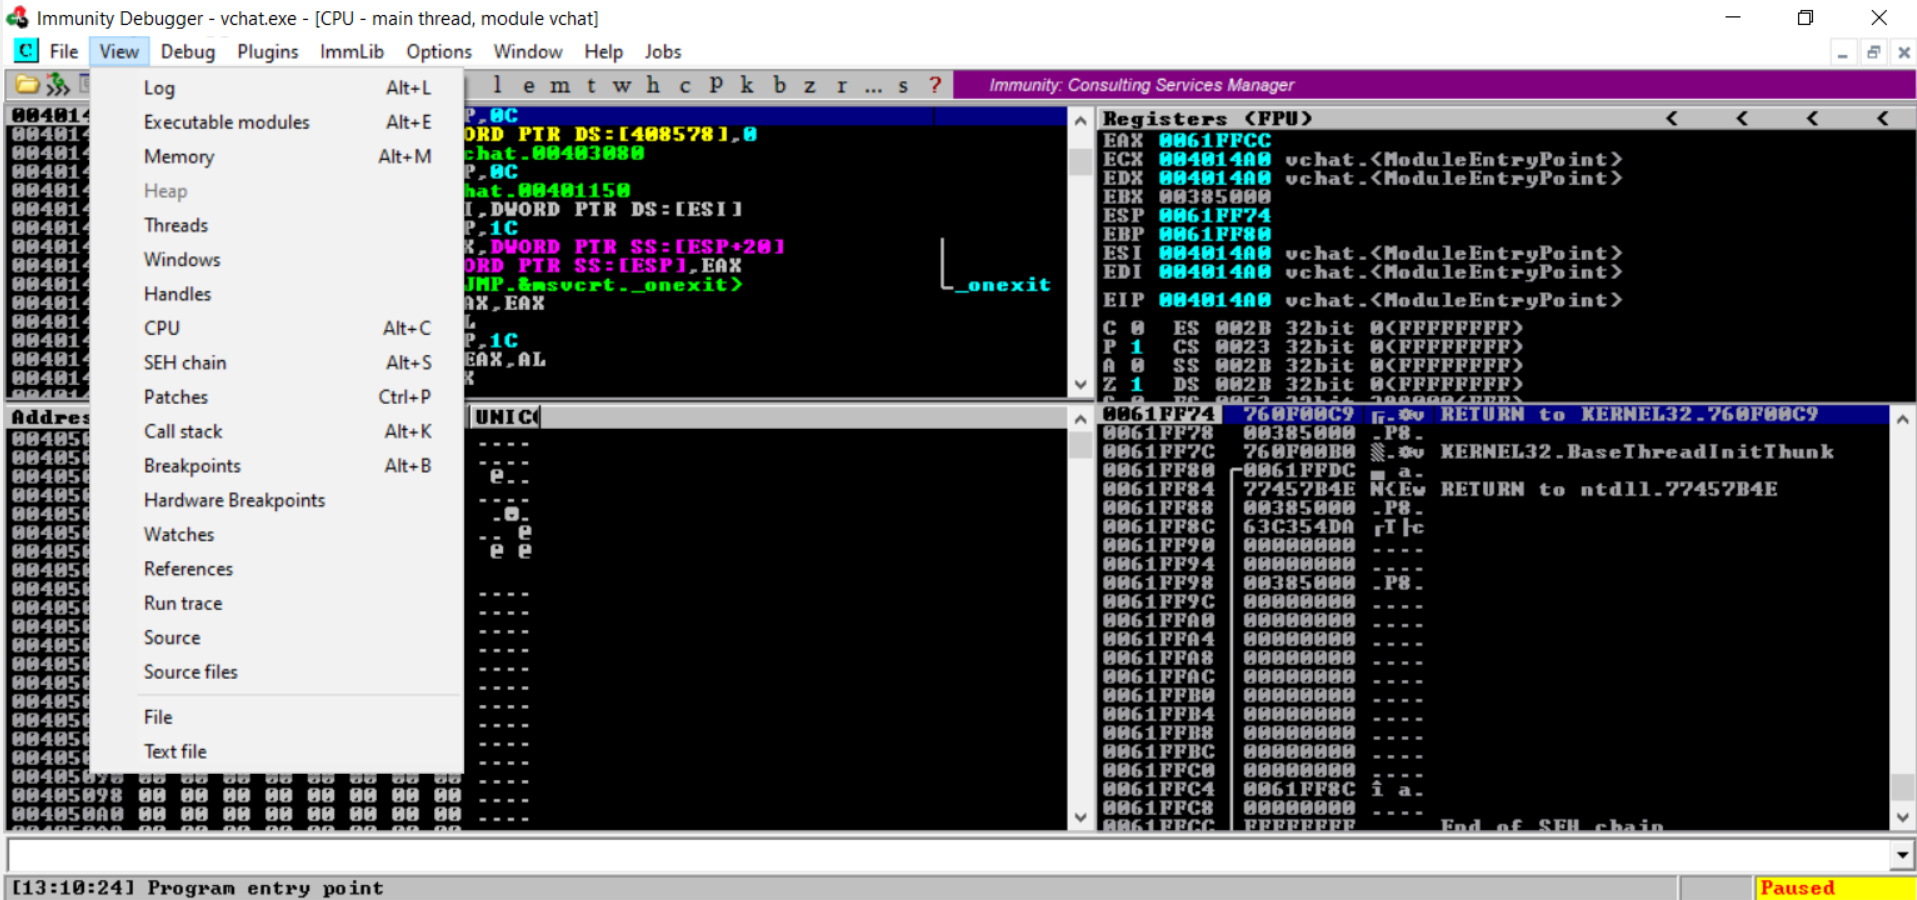 Immunity Debugger - vchat.exe - [CPU - main thread, module vchat]
C File View Debug Plugins ImmLib Options Window Help Jobs
l e m t w h c P k b z r ... s ? Immunity: Consulting Services Manager
Log Alt+L
Executable modules Alt+E
Memory Alt+M
Heap
Threads
Windows
Handles
CPU Alt+C
SEH chain Alt+S
Patches Ctrl+P
Call stack Alt+K
Breakpoints Alt+B
Hardware Breakpoints
Watches
References
Run trace
Source
Source files
File
Text file
P,0C
ORD PTR DS:[408578],0
chat.00403080
P,0C
hat.00401150
I,DWORD PTR DS:[ESI]
P,1C
X,DWORD PTR SS:[ESP+20]
ORD PTR SS:[ESP],EAX
JMP.&msvcrt._onexit> _onexit
AX,EAX
L
P,1C
EAX,AL
X
Registers (FPU) < < < <
EAX 0061FFCC
ECX 004014A0 vchat.<ModuleEntryPoint>
EDX 004014A0 vchat.<ModuleEntryPoint>
EBX 00385000
ESP 0061FF74
EBP 0061FF80
ESI 004014A0 vchat.<ModuleEntryPoint>
EDI 004014A0 vchat.<ModuleEntryPoint>
EIP 004014A0 vchat.<ModuleEntryPoint>
C 0 ES 002B 32bit 0(FFFFFFFF)
P 1 CS 0023 32bit 0(FFFFFFFF)
A 0 SS 002B 32bit 0(FFFFFFFF)
Z 1 DS 002B 32bit 0(FFFFFFFF)
Addres UNICO
00405098 00 00 00 00 00 00 00 00 ....
004050A0 00 00 00 00 00 00 00 00 ....
0061FF74 760F00C9 RETURN to KERNEL32.760F00C9
0061FF78 00385000 .P8.
0061FF7C 760F00B0 KERNEL32.BaseThreadInitThunk
0061FF80 0061FFDC a.
0061FF84 77457B4E N{Ew RETURN to ntdll.77457B4E
0061FF88 00385000 .P8.
0061FF8C 63C354DA ┌T├c
0061FF90 00000000 ....
0061FF94 00000000 ....
0061FF98 00385000 .P8.
0061FF9C 00000000 ....
0061FFA0 00000000 ....
0061FFA4 00000000 ....
0061FFA8 00000000 ....
0061FFAC 00000000 ....
0061FFB0 00000000 ....
0061FFB4 00000000 ....
0061FFB8 00000000 ....
0061FFBC 00000000 ....
0061FFC0 00000000 ....
0061FFC4 0061FF8C î a.
0061FFC8 00000000 ....
0061FFCC FFFFFFFF End of SEH chain
[13:10:24] Program entry point Paused